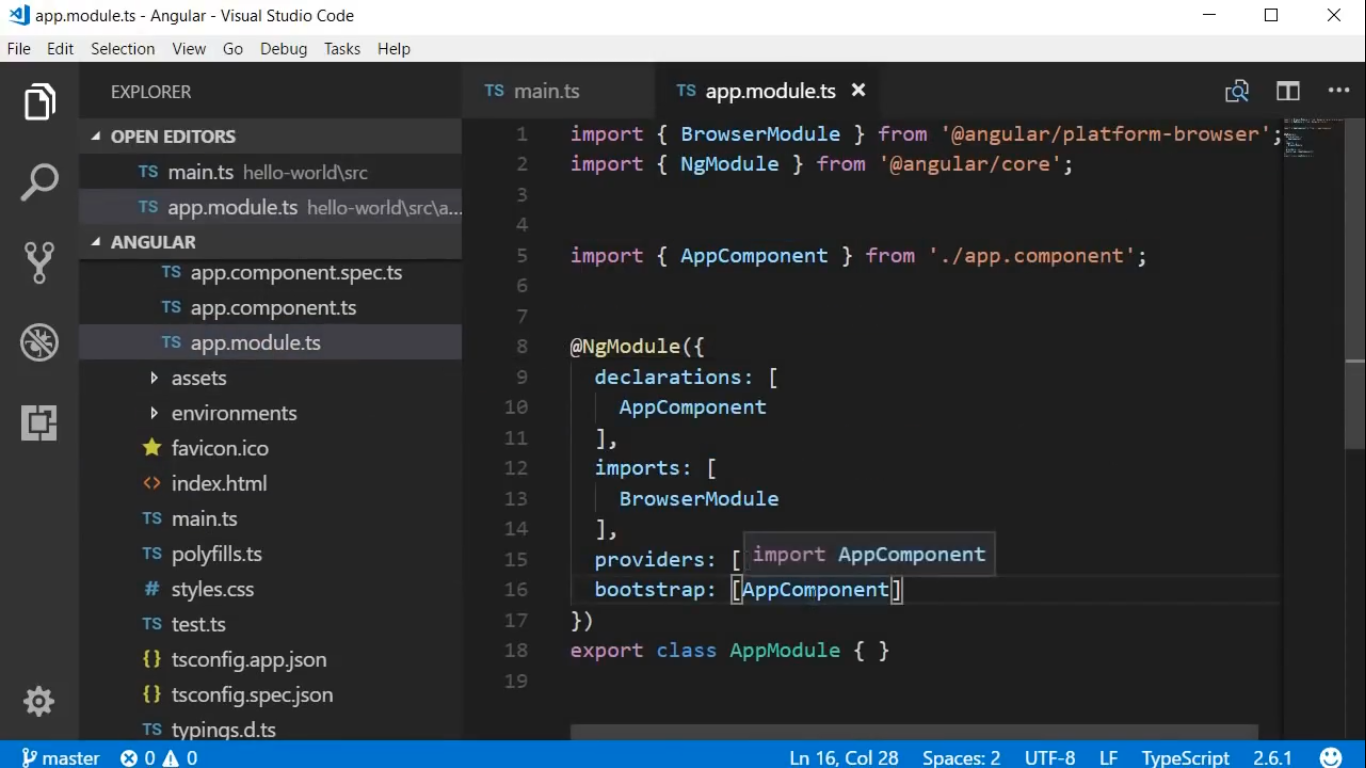 app.module.ts - Angular - Visual Studio Code
File Edit Selection View Go Debug Tasks Help
EXPLORER
OPEN EDITORS
TS main.ts hello-world\src
TS app.module.ts hello-world\src\a...
ANGULAR
TS app.component.spec.ts
TS app.component.ts
TS app.module.ts
assets
environments
favicon.ico
<> index.html
TS main.ts
TS polyfills.ts
# styles.css
TS test.ts
{} tsconfig.app.json
{} tsconfig.spec.json
TS typings.d.ts
TS main.ts TS app.module.ts ×
1 import { BrowserModule } from '@angular/platform-browser';
2 import { NgModule } from '@angular/core';
3
4
5 import { AppComponent } from './app.component';
6
7
8 @NgModule({
9 declarations: [
10 AppComponent
11 ],
12 imports: [
13 BrowserModule
14 ],
import AppComponent
15 providers: [
16 bootstrap: [AppComponent]
17 })
18 export class AppModule { }
19
master 0 0 Ln 16, Col 28 Spaces: 2 UTF-8 LF TypeScript 2.6.1